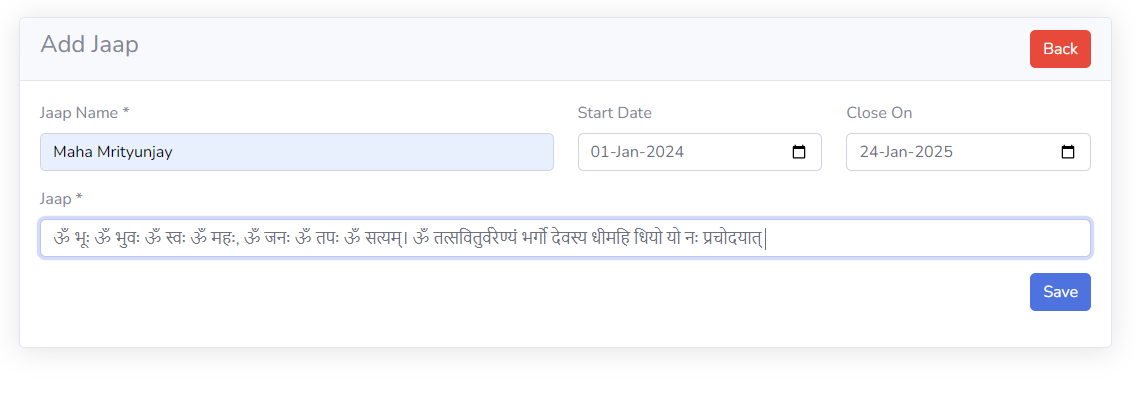 Add Jaap
Back
Jaap Name *
Start Date
Close On
Maha Mrityunjay
01-Jan-2024
24-Jan-2025
Jaap *
ॐ भूः ॐ भुवः ॐ स्वः ॐ महः, ॐ जनः ॐ तपः ॐ सत्यम्। ॐ तत्सवितुर्वरेण्यं भर्गो देवस्य धीमहि धियो यो नः प्रचोदयात्
Save